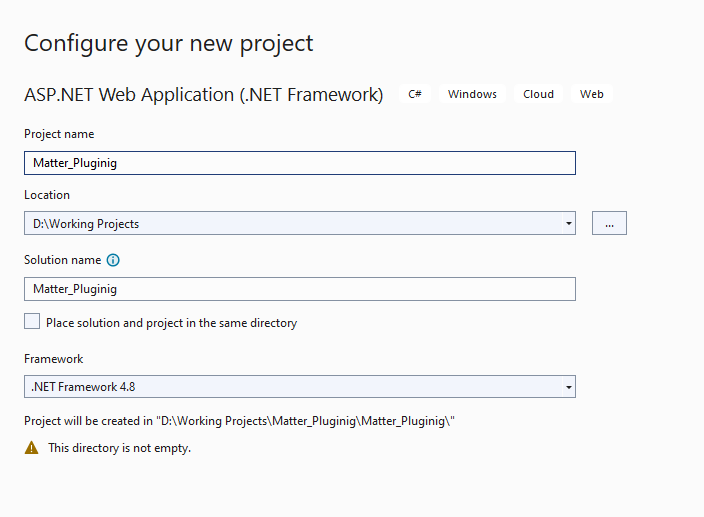 Configure your new project
ASP.NET Web Application (.NET Framework) C# Windows Cloud Web
Project name
Matter_Pluginig
Location
D:\Working Projects
...
Solution name
Matter_Pluginig
Place solution and project in the same directory
Framework
.NET Framework 4.8
Project will be created in "D:\Working Projects\Matter_Pluginig\Matter_Pluginig\"
This directory is not empty.